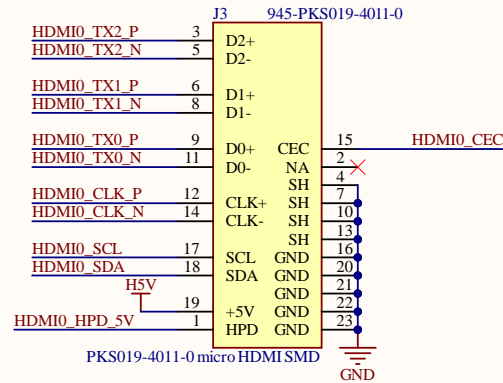 J3 945-PKS019-4011-0
HDMI0_TX2_P 3 D2+
HDMI0_TX2_N 5 D2-
HDMI0_TX1_P 6 D1+
HDMI0_TX1_N 8 D1-
HDMI0_TX0_P 9 D0+ CEC 15 HDMI0_CEC
HDMI0_TX0_N 11 D0- NA 2
SH 4
HDMI0_CLK_P 12 CLK+ SH 7
HDMI0_CLK_N 14 CLK- SH 10
SH 13
HDMI0_SCL 17 SCL GND 16
HDMI0_SDA 18 SDA GND 20
H5V GND 21
19 +5V GND 22
HDMI0_HPD_5V 1 HPD GND 23
PKS019-4011-0 micro HDMI SMD
GND